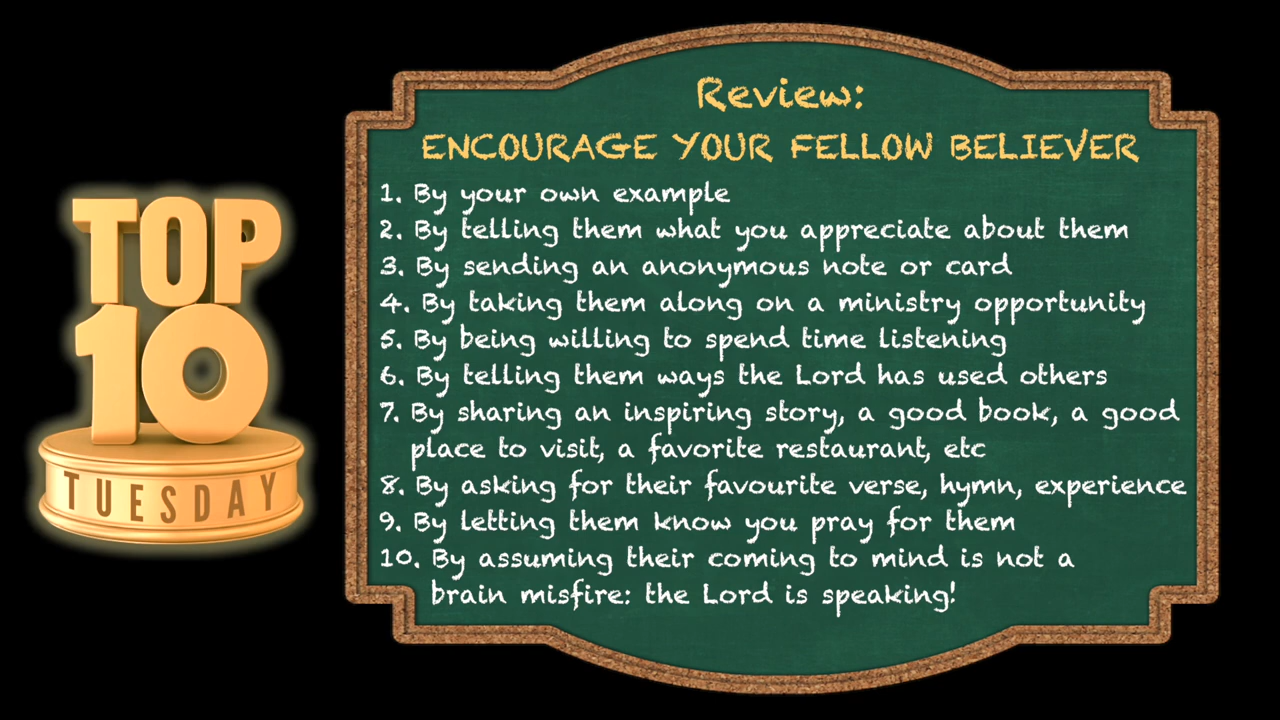 TOP
10
TUESDAY
Review:
ENCOURAGE YOUR FELLOW BELIEVER
1. By your own example
2. By telling them what you appreciate about them
3. By sending an anonymous note or card
4. By taking them along on a ministry opportunity
5. By being willing to spend time listening
6. By telling them ways the Lord has used others
7. By sharing an inspiring story, a good book, a good
place to visit, a favorite restaurant, etc
8. By asking for their favourite verse, hymn, experience
9. By letting them know you pray for them
10. By assuming their coming to mind is not a
brain misfire: the Lord is speaking!